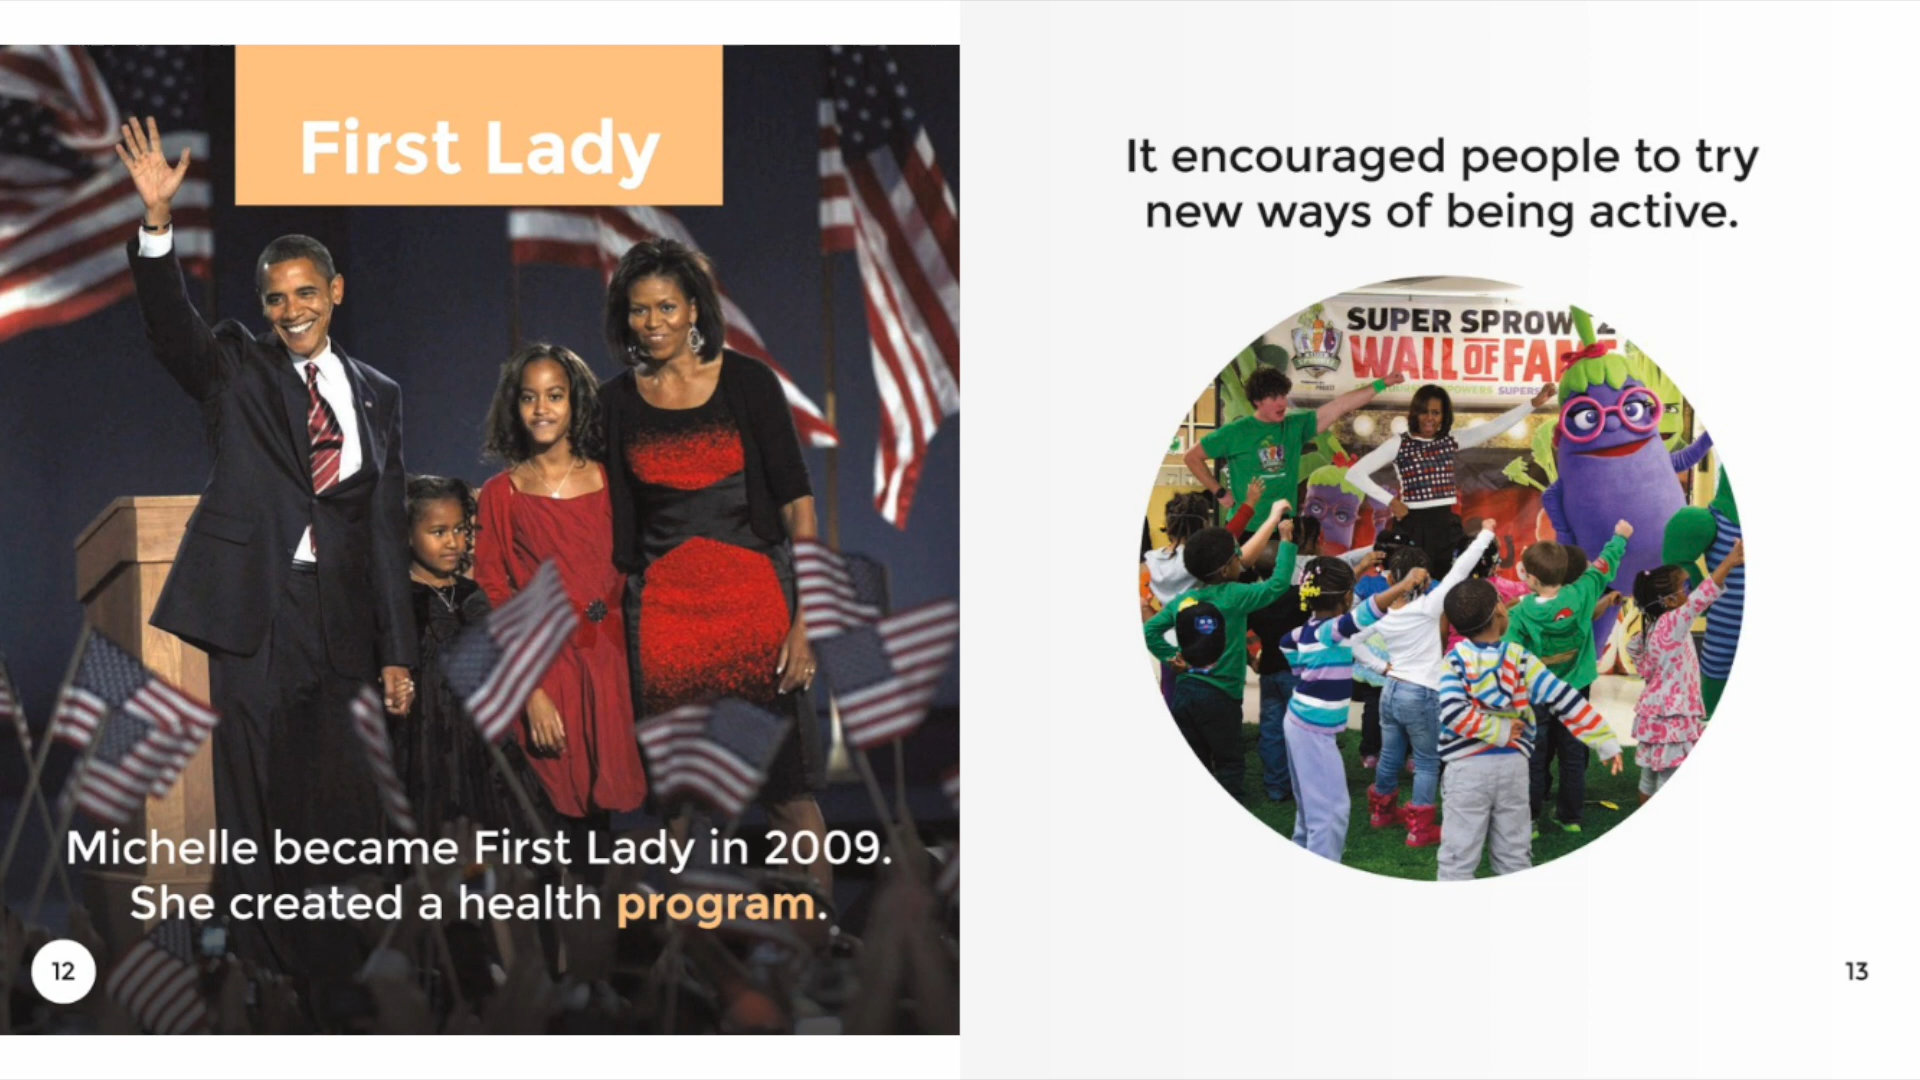 First Lady
Michelle became First Lady in 2009.
She created a health program.
12
It encouraged people to try
new ways of being active.
SUPER SPROW
WALL OF FAME
13